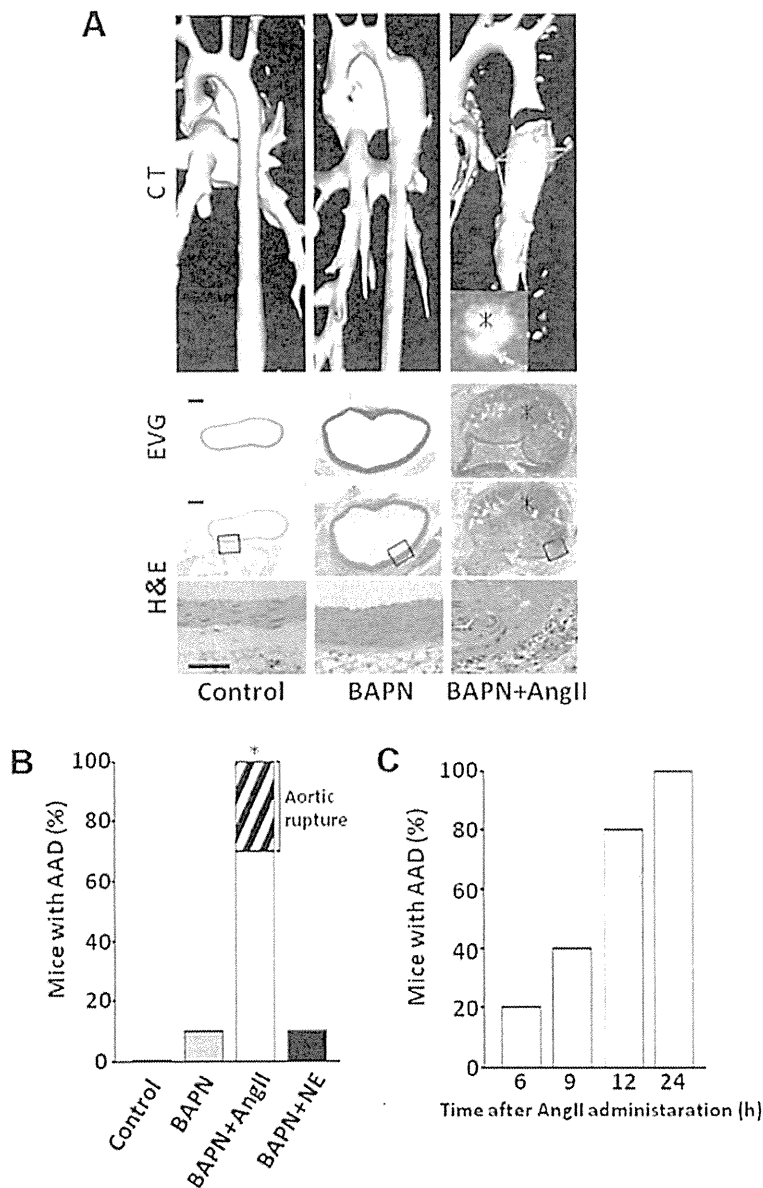 A
CT
EVG
H&E
Control BAPN BAPN+AngII
B
Mice with AAD (%)
100
80
60
40
20
0
*
Aortic
rupture
Control
BAPN
BAPN+AngII
BAPN+NE
C
Mice with AAD (%)
100
80
60
40
20
0
6 9 12 24
Time after AngII administaration (h)